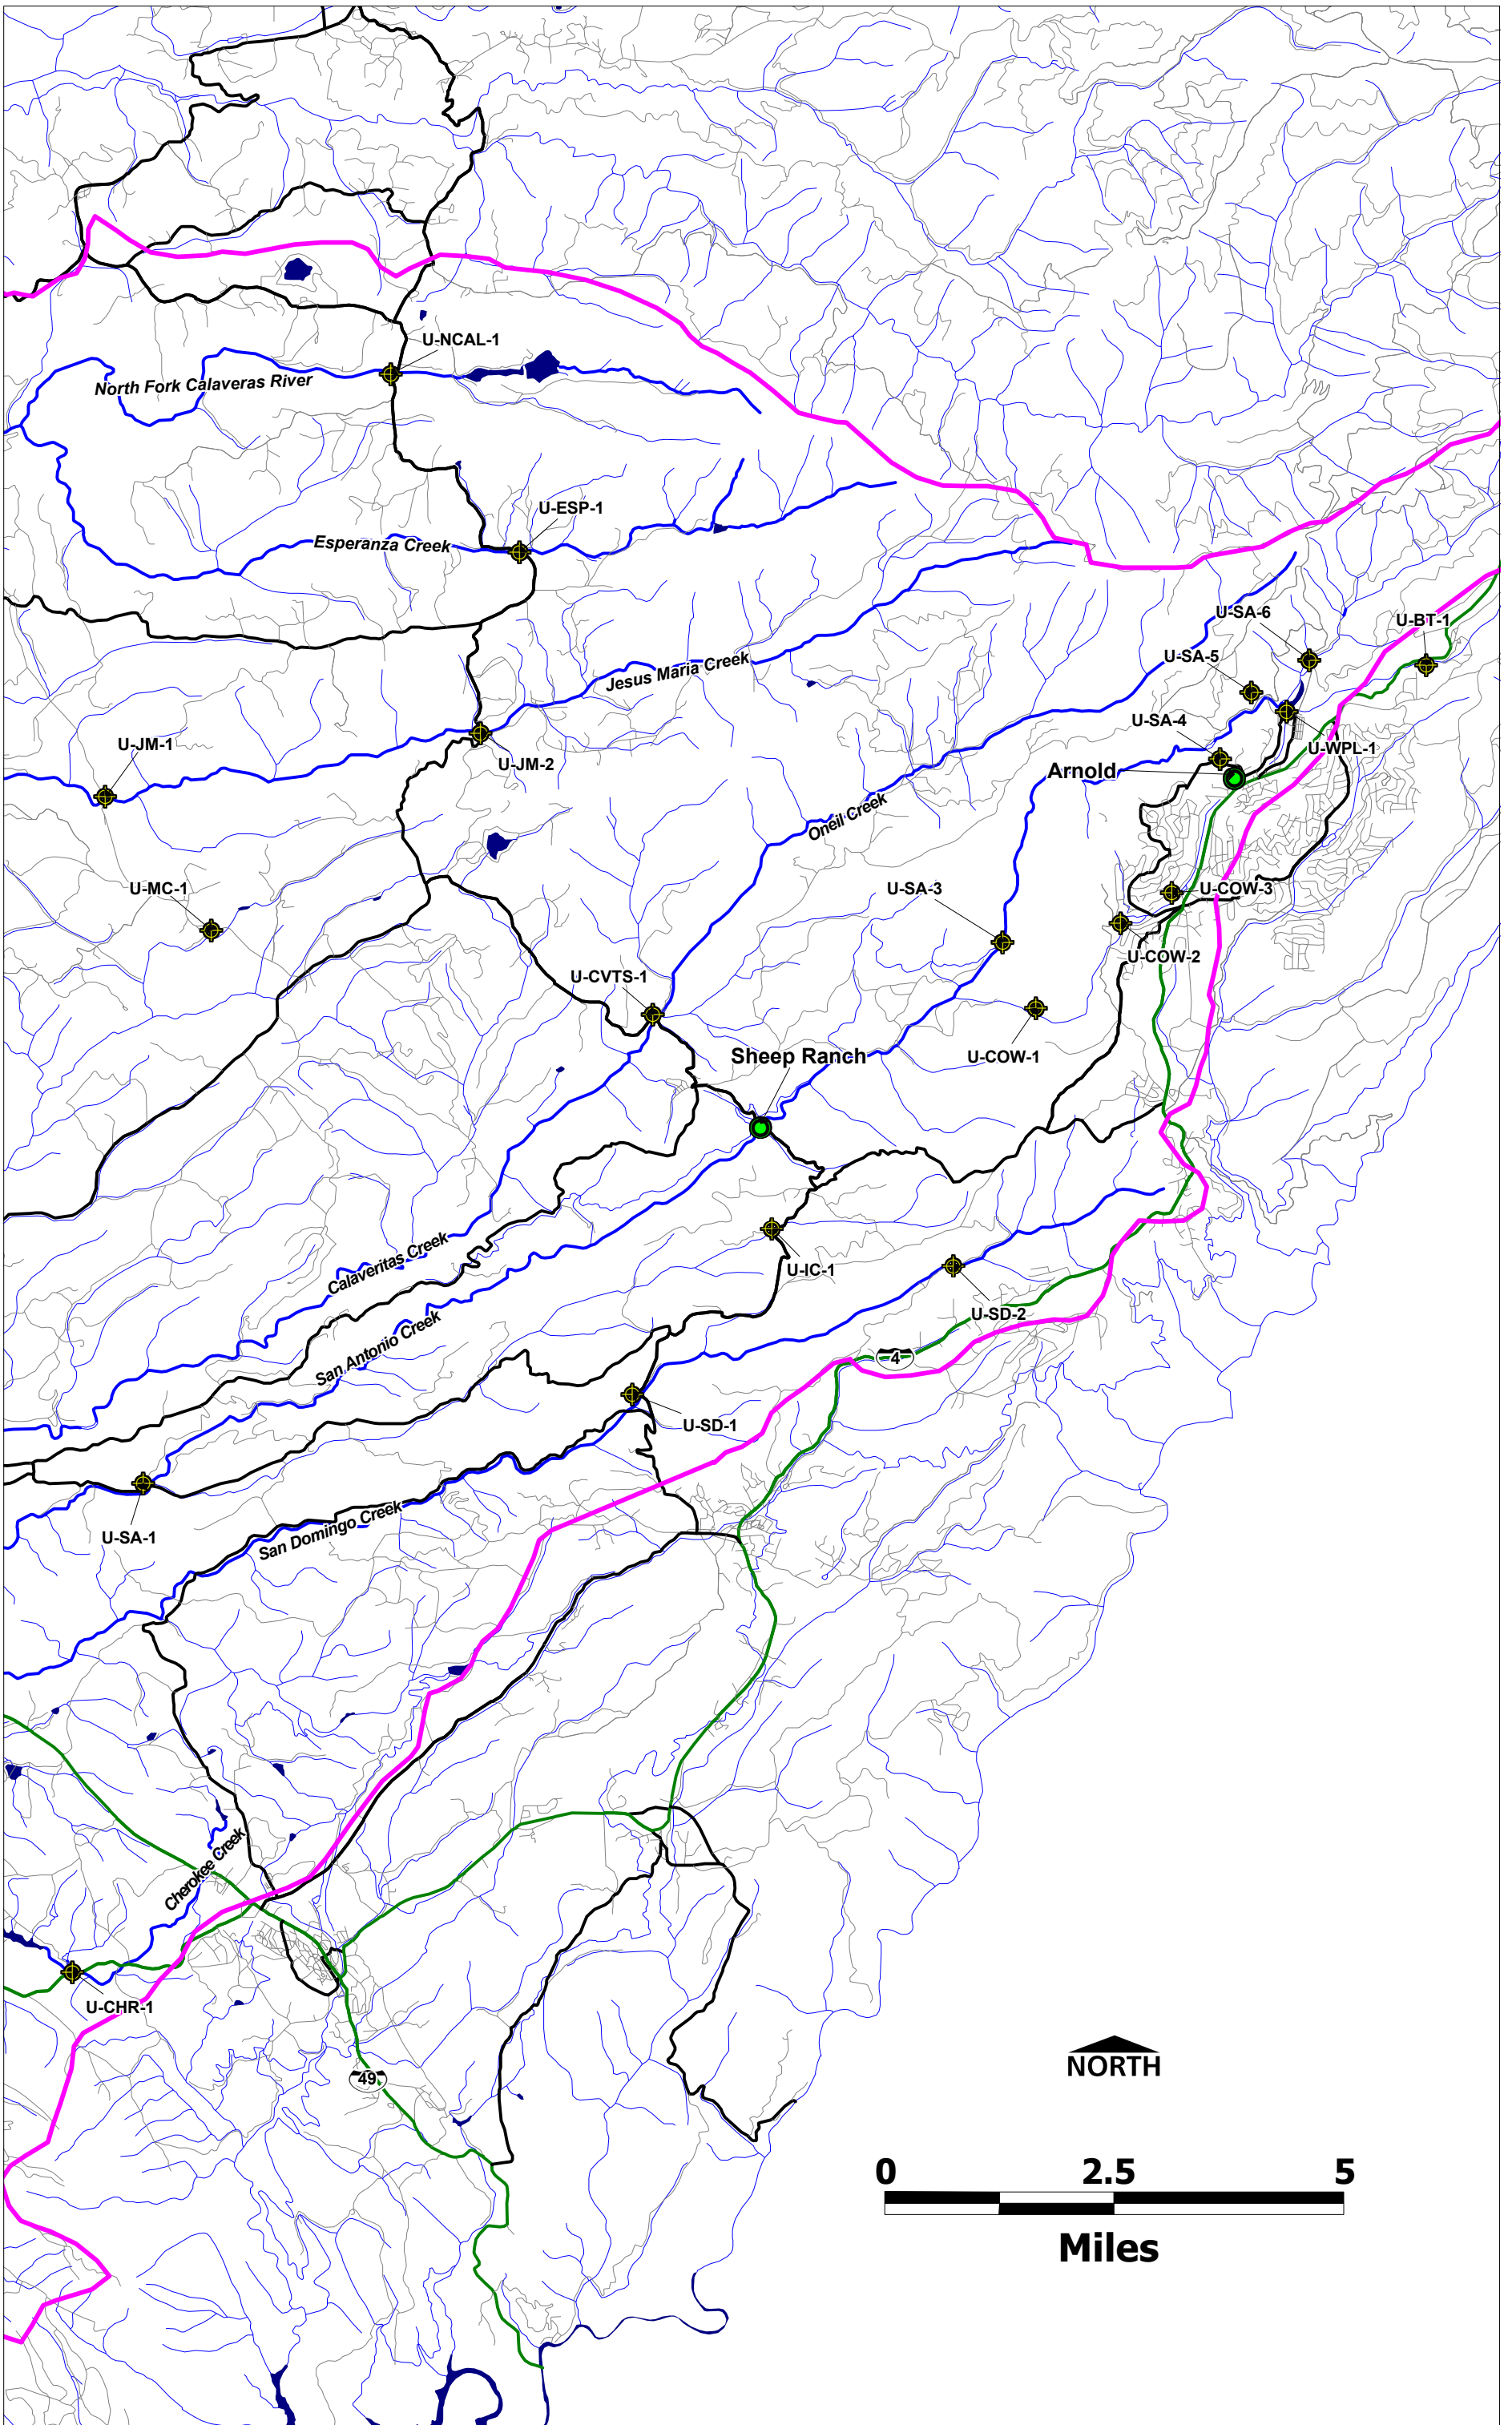 U-NCAL-1
North Fork Calaveras River
U-ESP-1
Esperanza Creek
U-SA-6
U-BT-1
U-SA-5
Jesus Maria Creek
U-SA-4
U-JM-1
U-WPL-1
U-JM-2
Arnold
Oneil Creek
U-MC-1
U-SA-3
U-COW-3
U-COW-2
U-CVTS-1
Sheep Ranch
U-COW-1
Calaveritas Creek
U-IC-1
U-SD-2
San Antonio Creek
4
U-SD-1
U-SA-1
San Domingo Creek
Cherokee Creek
U-CHR-1
NORTH
49
0 2.5 5
Miles